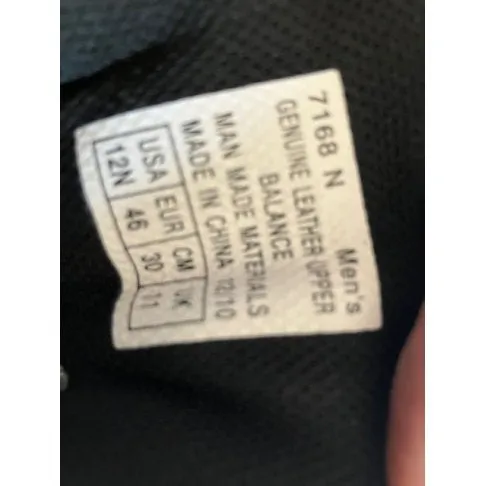 7168 N Men's
GENUINE LEATHER UPPER
BALANCE
MAN MADE MATERIALS
MADE IN CHINA 12/10
USA EUR CM UK
12N 46 30 11